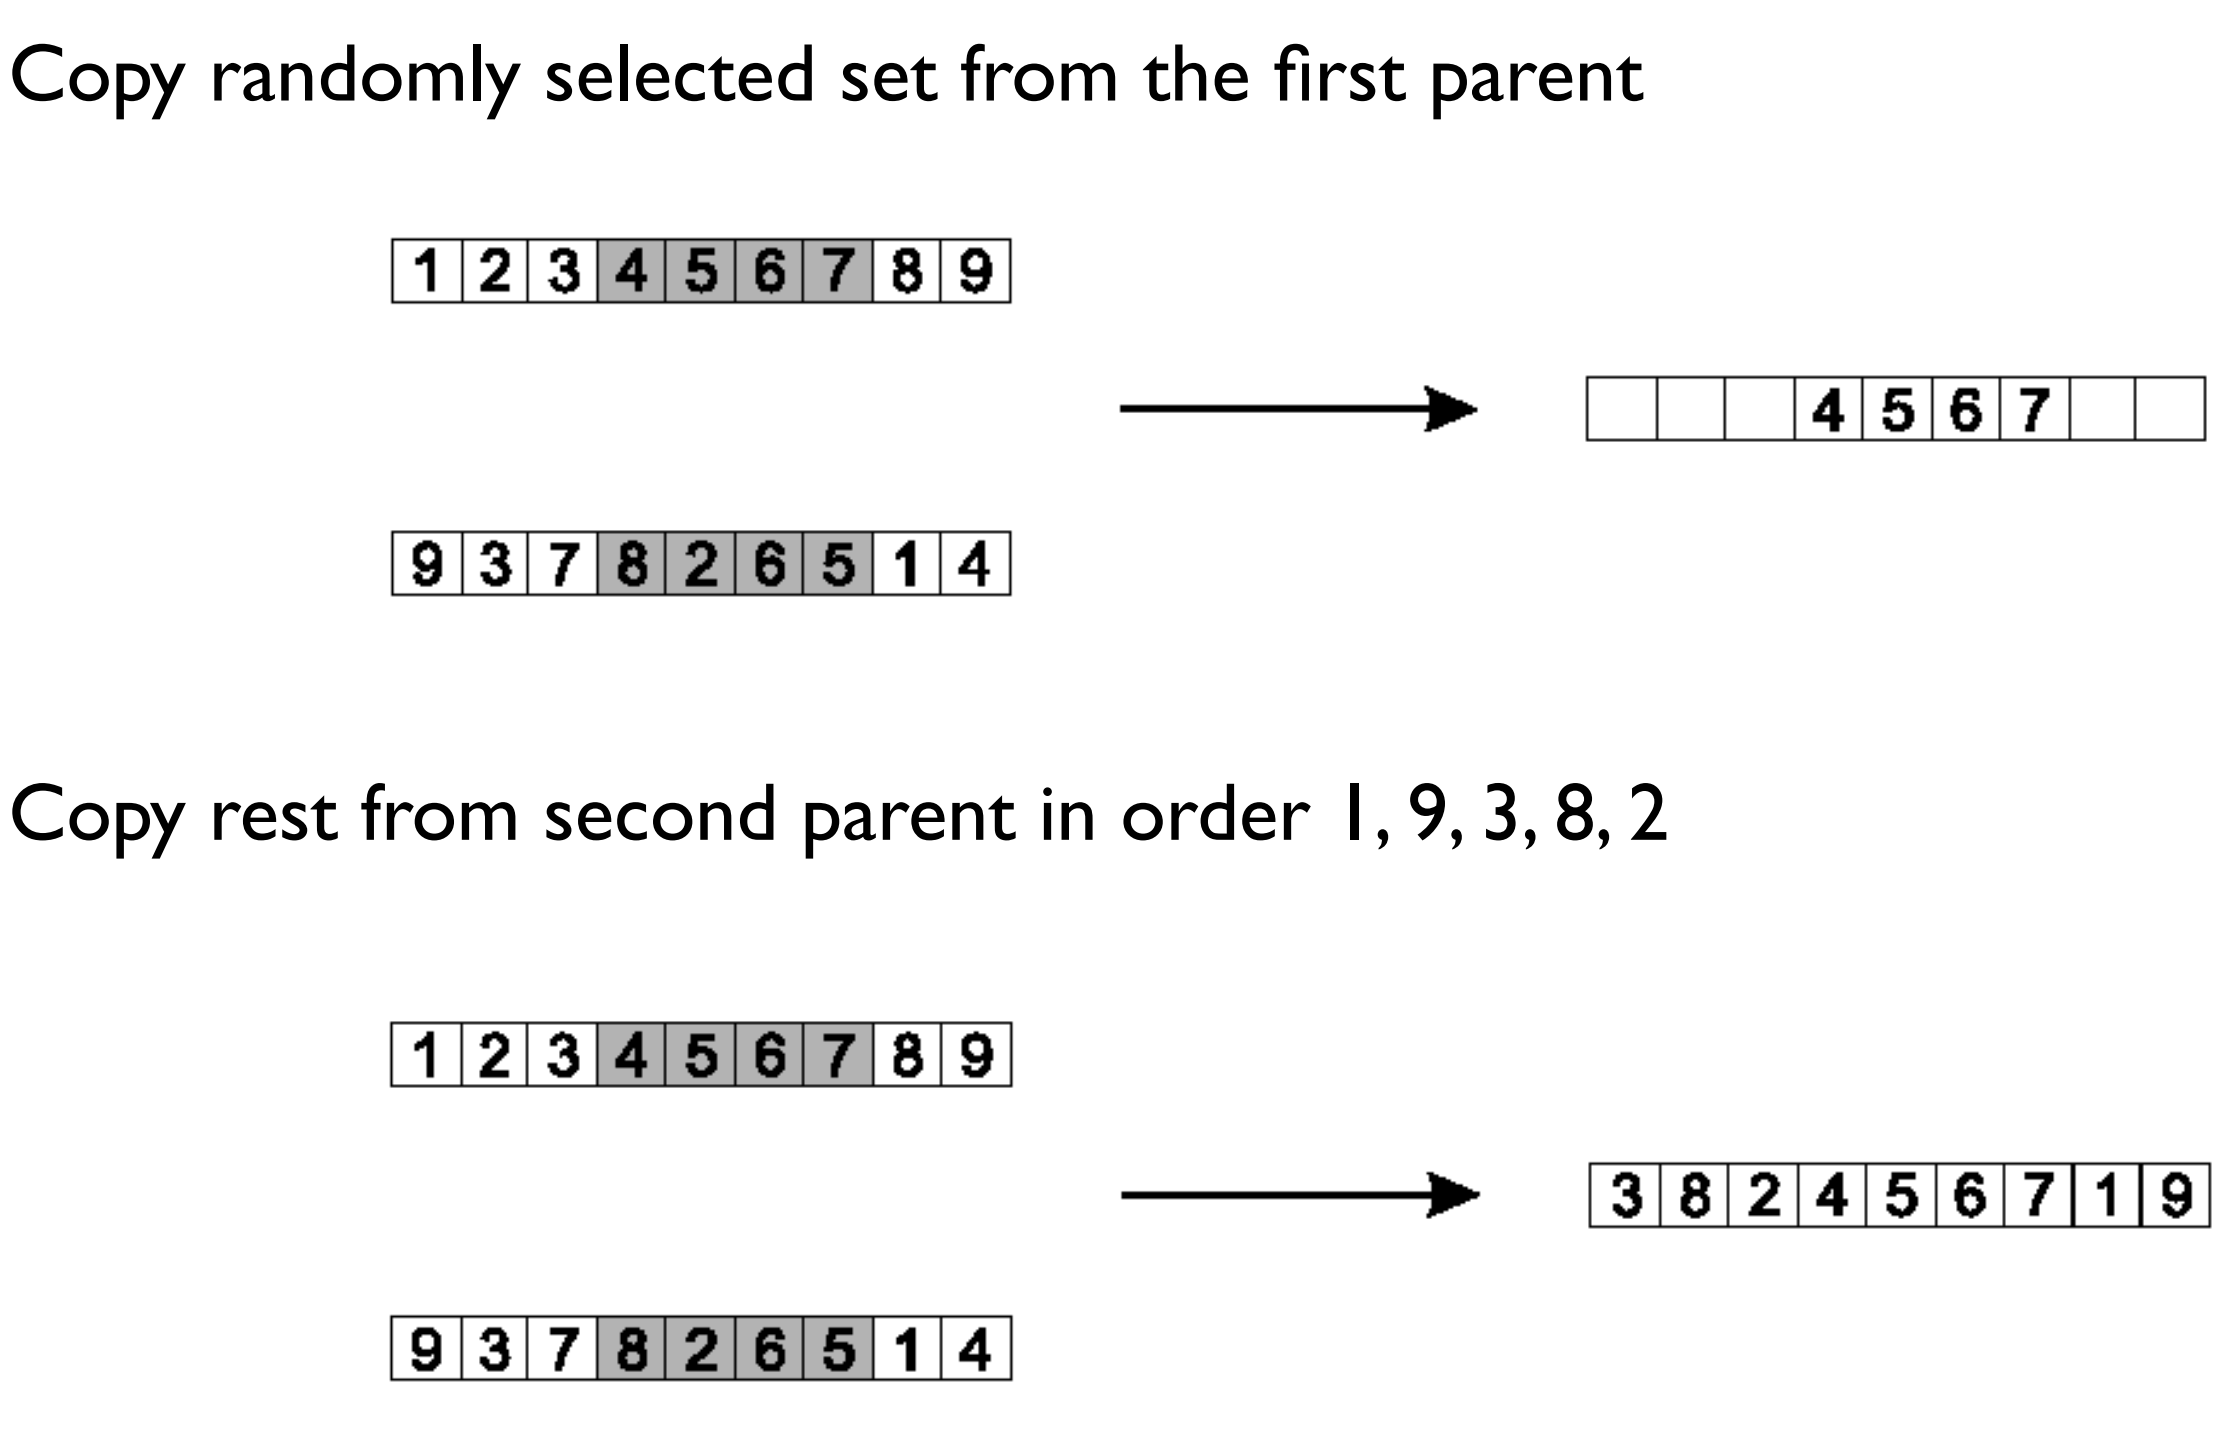 Copy randomly selected set from the first parent
1 2 3 4 5 6 7 8 9
4 5 6 7
9 3 7 8 2 6 5 1 4
Copy rest from second parent in order 1, 9, 3, 8, 2
1 2 3 4 5 6 7 8 9
3 8 2 4 5 6 7 1 9
9 3 7 8 2 6 5 1 4